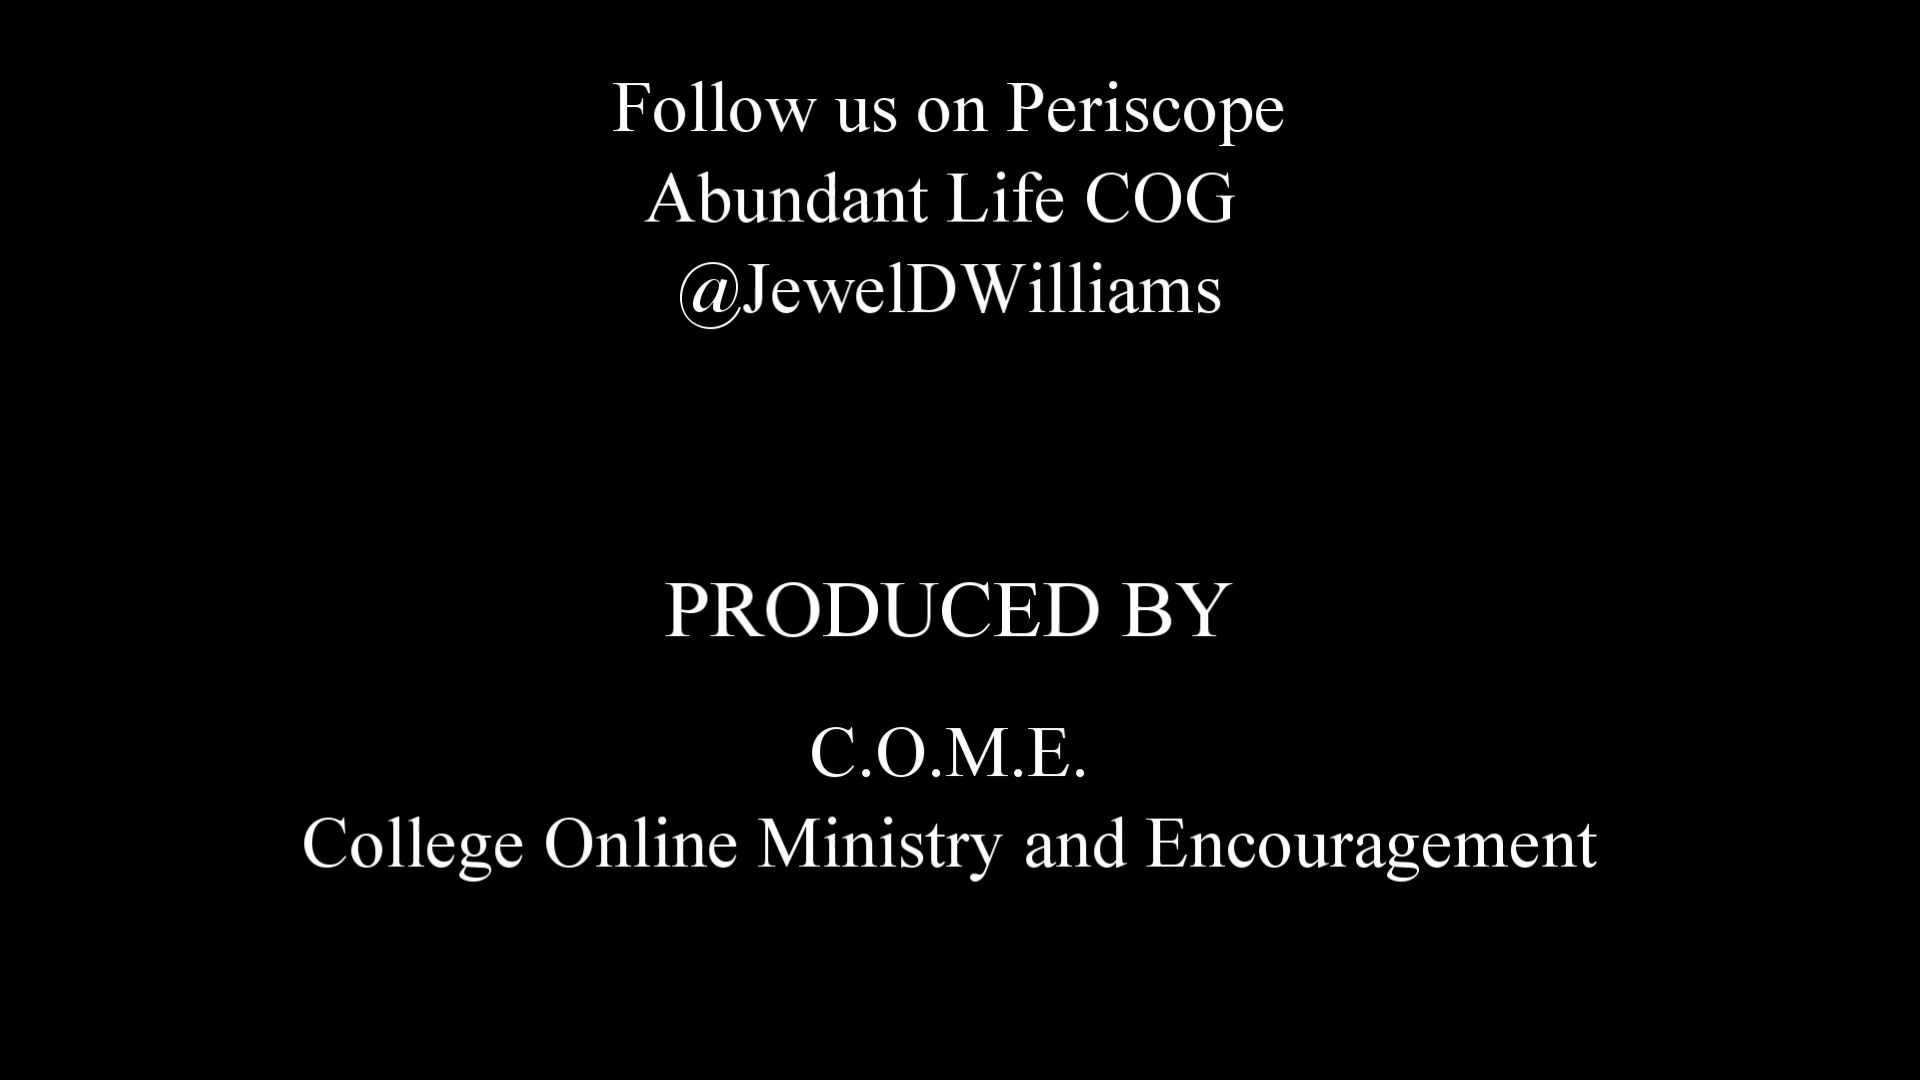 Follow us on Periscope
Abundant Life COG
@JewelDWilliams
PRODUCED BY
C.O.M.E.
College Online Ministry and Encouragement